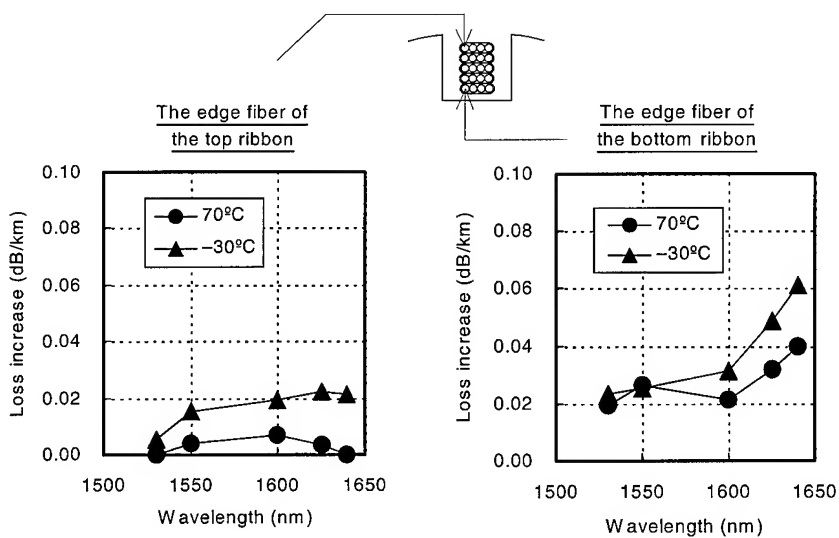 The edge fiber of
the top ribbon
The edge fiber of
the bottom ribbon
Loss increase (dB/km)
0.10
0.08
0.06
0.04
0.02
0.00
70ºC
–30ºC
1500 1550 1600 1650
Wavelength (nm)
Loss increase (dB/km)
0.10
0.08
0.06
0.04
0.02
0.00
70ºC
–30ºC
1500 1550 1600 1650
Wavelength (nm)